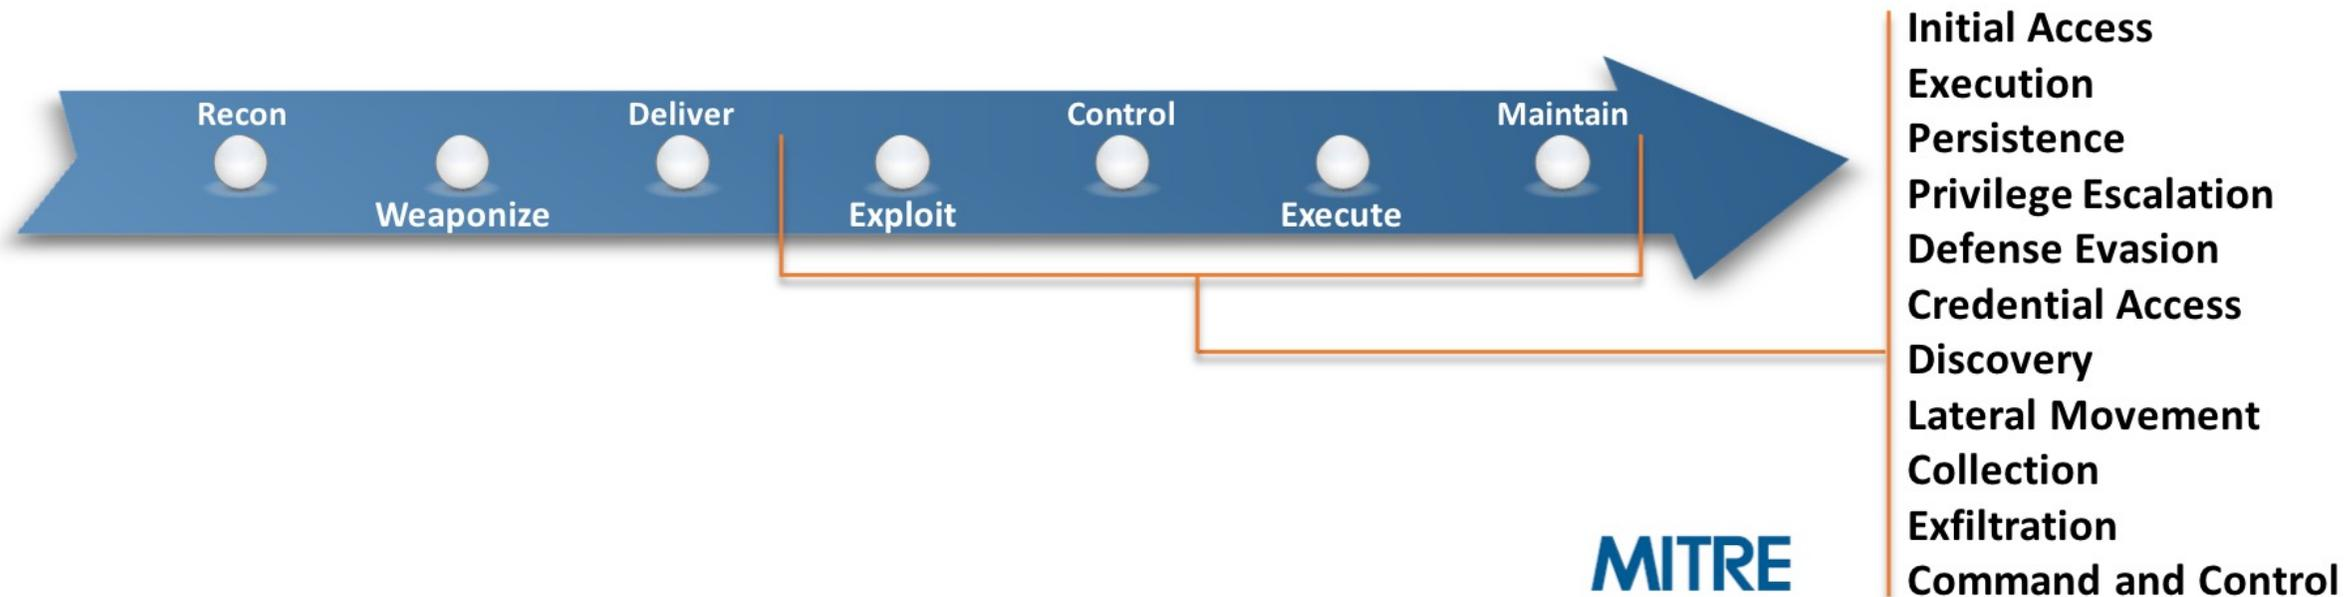 Recon
Weaponize
Deliver
Exploit
Control
Execute
Maintain
Initial Access
Execution
Persistence
Privilege Escalation
Defense Evasion
Credential Access
Discovery
Lateral Movement
Collection
Exfiltration
Command and Control
MITRE